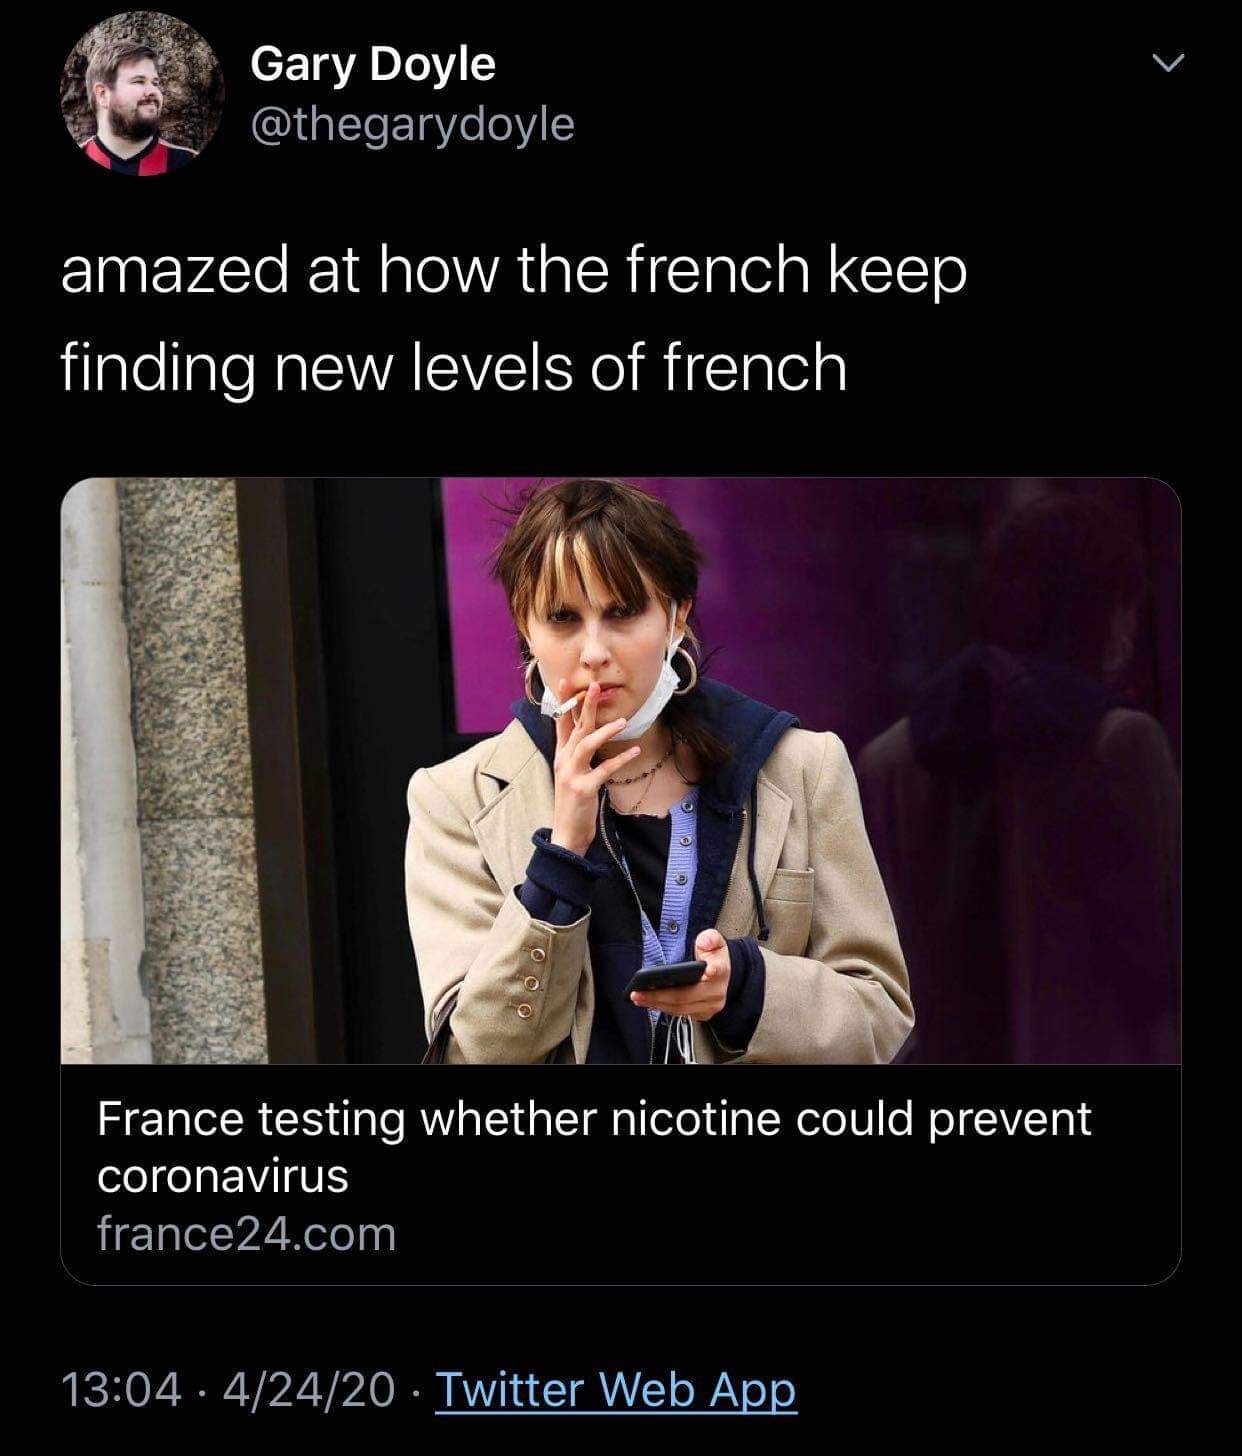 Gary Doyle
@thegarydoyle
amazed at how the french keep
finding new levels of french
France testing whether nicotine could prevent
coronavirus
france24.com
13:04 · 4/24/20 · Twitter Web App